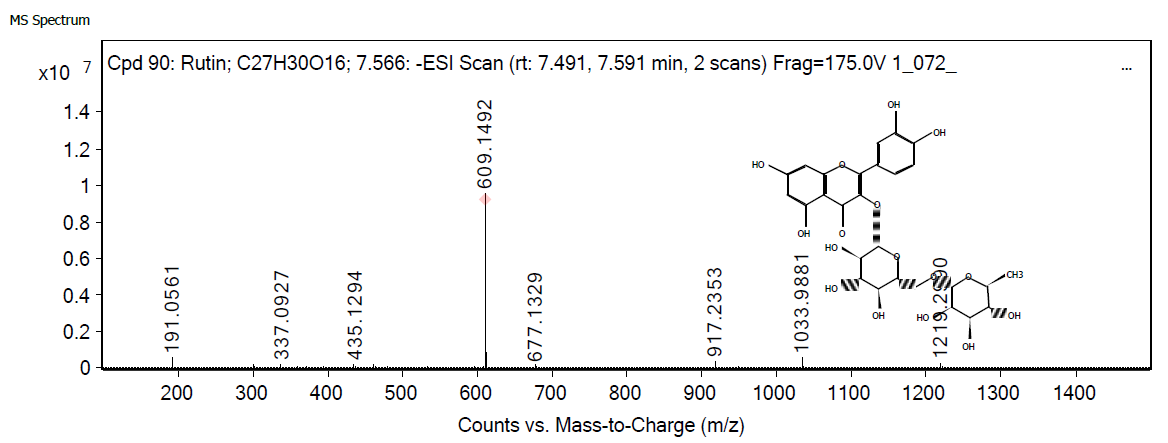 MS Spectrum
x10 7
Cpd 90: Rutin; C27H30O16; 7.566: -ESI Scan (rt: 7.491, 7.591 min, 2 scans) Frag=175.0V 1_072_ ...
1.4
1.2
1
0.8
0.6
0.4
0.2
0
191.0561
337.0927
435.1294
609.1492
677.1329
917.2353
1033.9881
OH
OH
HO
O
OH
O
O
HO
O
O
O
CH3
HO
OH
HO
OH
OH
200 300 400 500 600 700 800 900 1000 1100 1200 1300 1400
Counts vs. Mass-to-Charge (m/z)